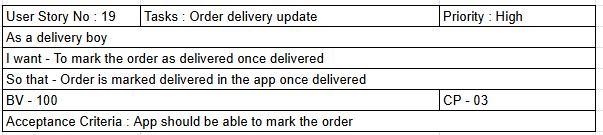 User Story No : 19 Tasks : Order delivery update Priority : High
As a delivery boy
I want - To mark the order as delivered once delivered
So that - Order is marked delivered in the app once delivered
BV - 100 CP - 03
Acceptance Criteria : App should be able to mark the order